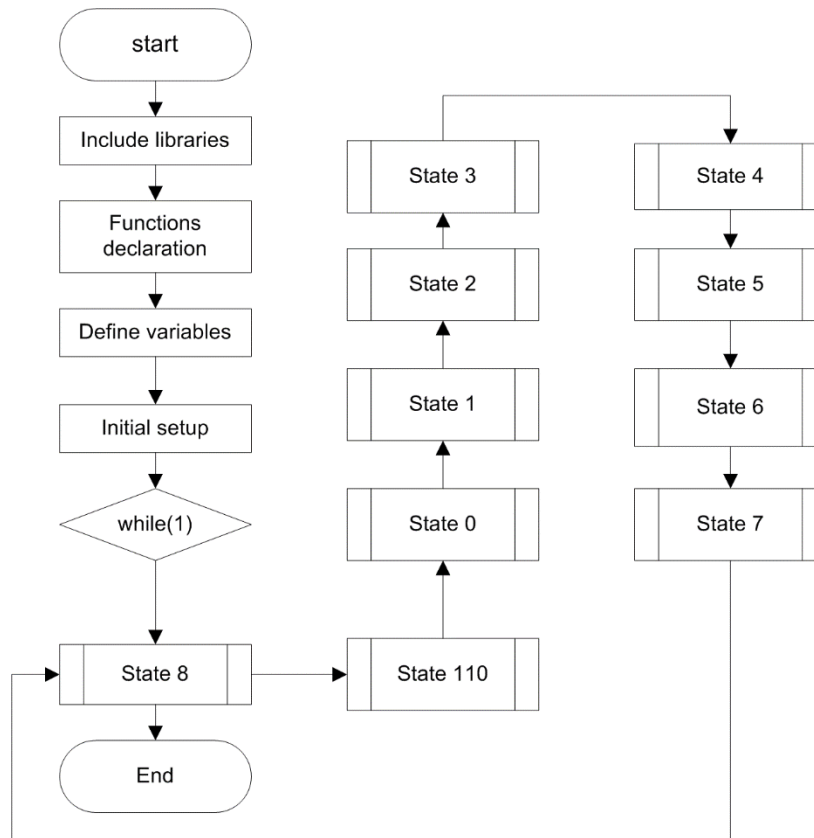 start
Include libraries
Functions
declaration
Define variables
Initial setup
while(1)
State 8
End
State 110
State 0
State 1
State 2
State 3
State 4
State 5
State 6
State 7